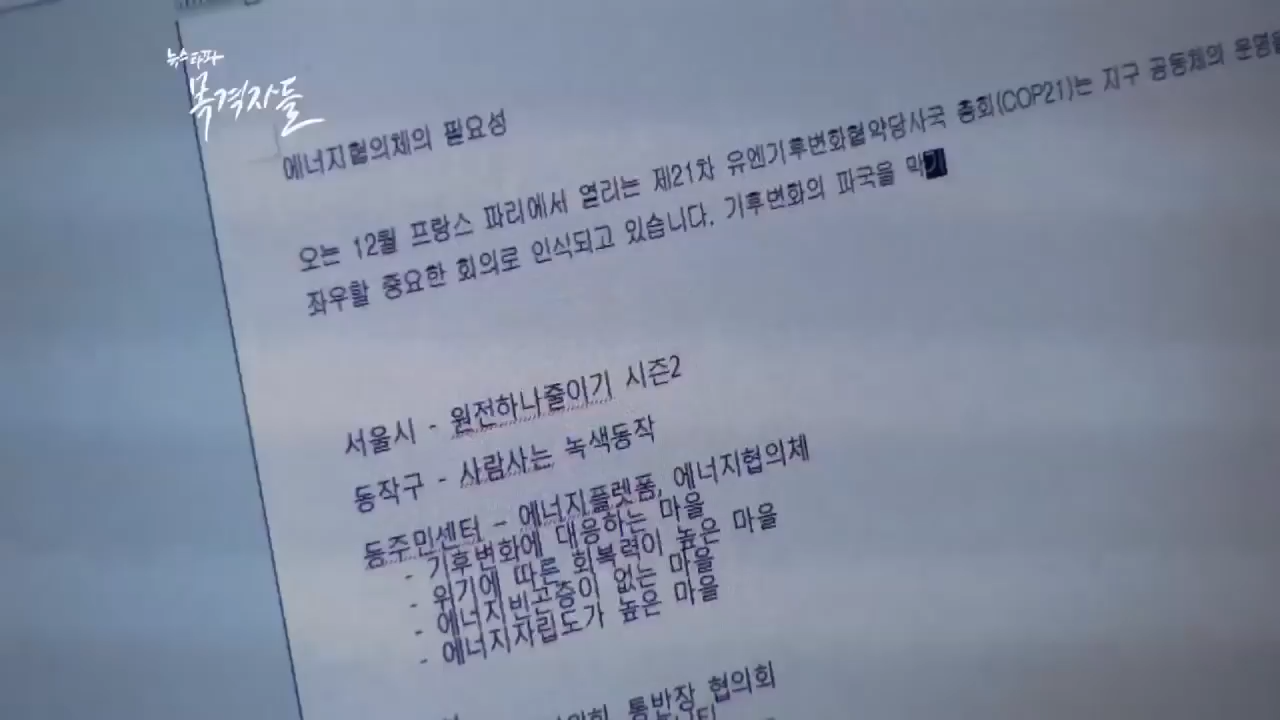 뉴스타파
목격자들
에너지협의체의 필요성
오는 12월 프랑스 파리에서 열리는 제21차 유엔기후변화협약당사국 총회(COP21)는 지구 공동체의 운명을
좌우할 중요한 회의로 인식되고 있습니다. 기후변화의 파국을 막기
서울시 - 원전하나줄이기 시즌2
동작구 - 사람사는 녹색동작
동주민센터 - 에너지플렛폼, 에너지협의체
- 기후변화에 대응하는 마을
- 위기에 따른 회복력이 높은 마을
- 에너지빈곤층이 없는 마을
- 에너지자립도가 높은 마을
통반장 협의회